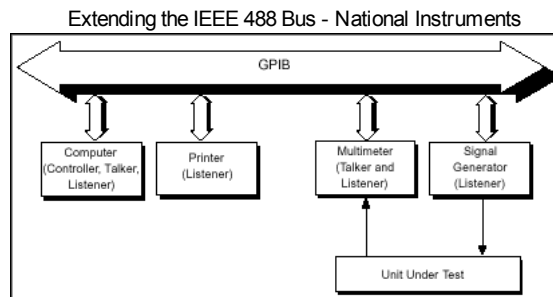 Extending the IEEE 488 Bus - National Instruments
GPIB
Computer
(Controller, Talker,
Listener)
Printer
(Listener)
Multimeter
(Talker and
Listener)
Signal
Generator
(Listener)
Unit Under Test